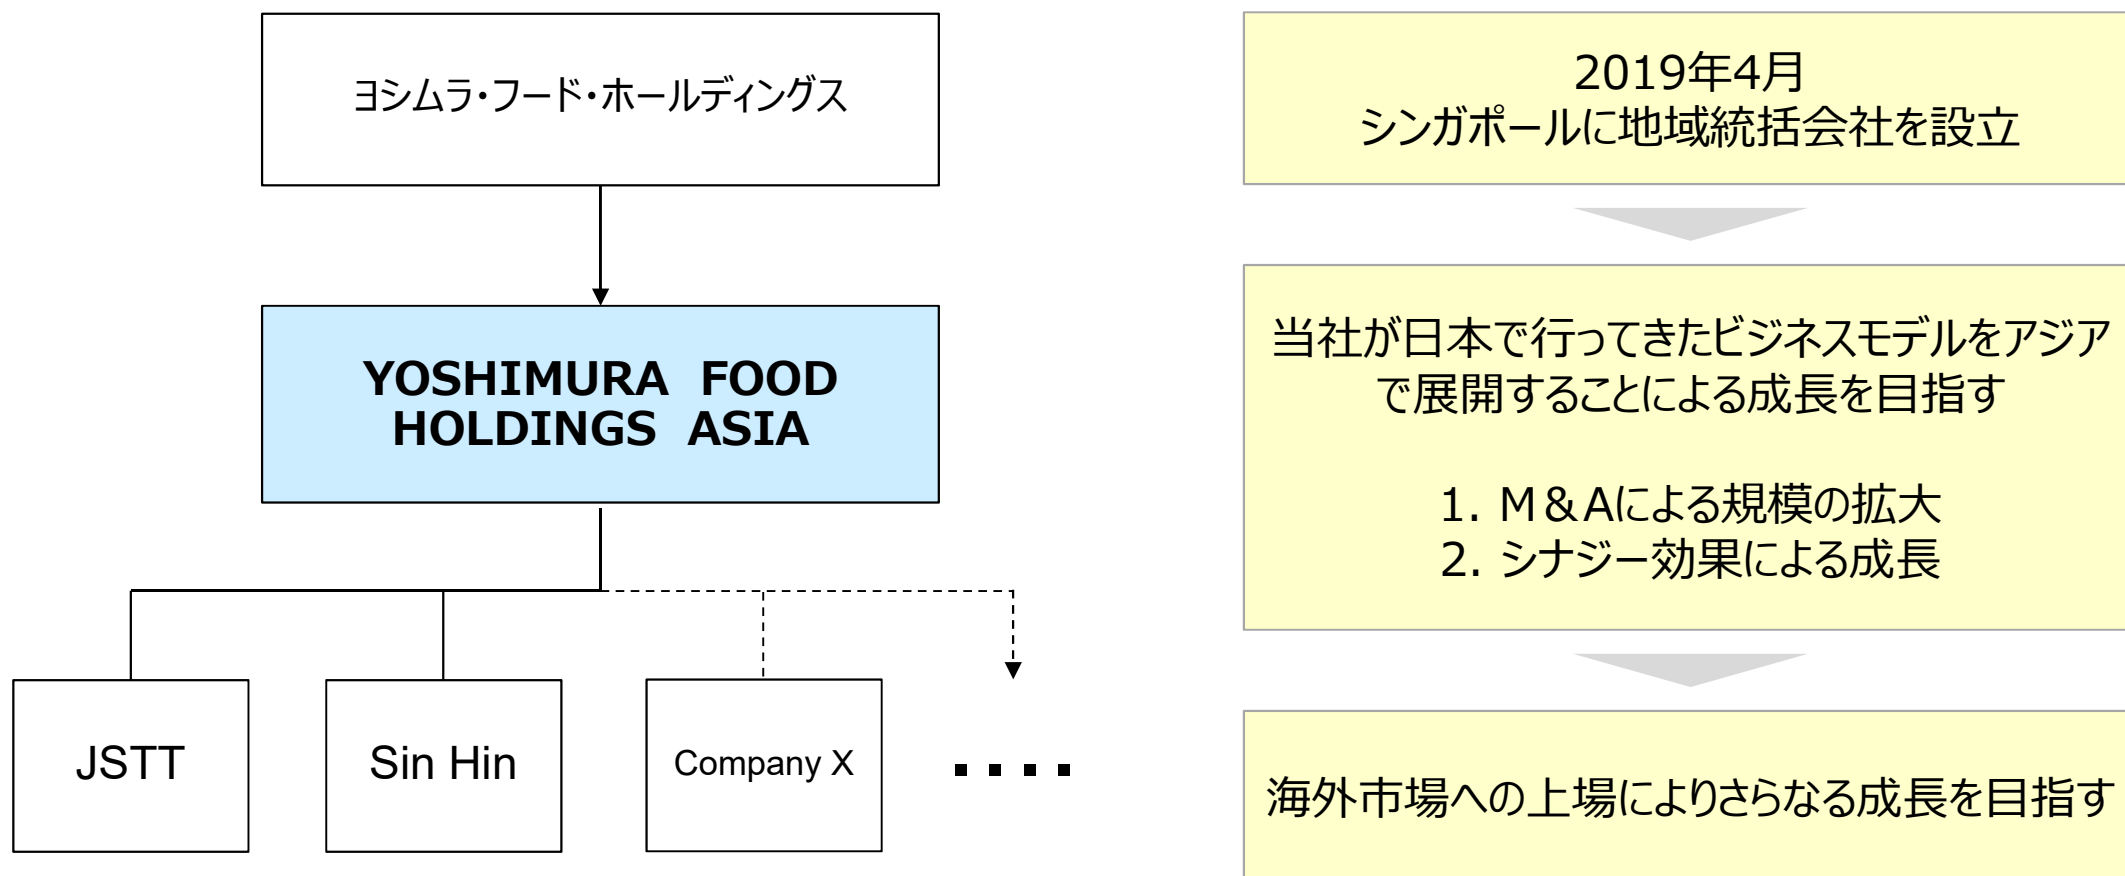 ヨシムラ・フード・ホールディングス
YOSHIMURA FOOD
HOLDINGS ASIA
JSTT
Sin Hin
Company X
▪ ▪ ▪ ▪
2019年4月
シンガポールに地域統括会社を設立
当社が日本で行ってきたビジネスモデルをアジア
で展開することによる成長を目指す
1. M&Aによる規模の拡大
2. シナジー効果による成長
海外市場への上場によりさらなる成長を目指す